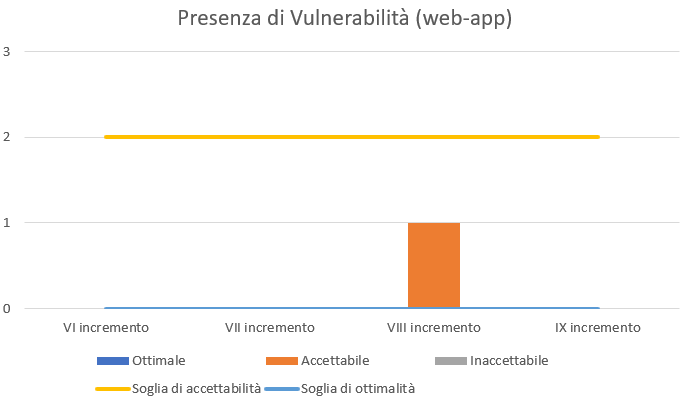 Presenza di Vulnerabilità (web-app)
3
2
1
0
VI incremento VII incremento VIII incremento IX incremento
Ottimale Accettabile Inaccettabile
Soglia di accettabilità Soglia di ottimalità